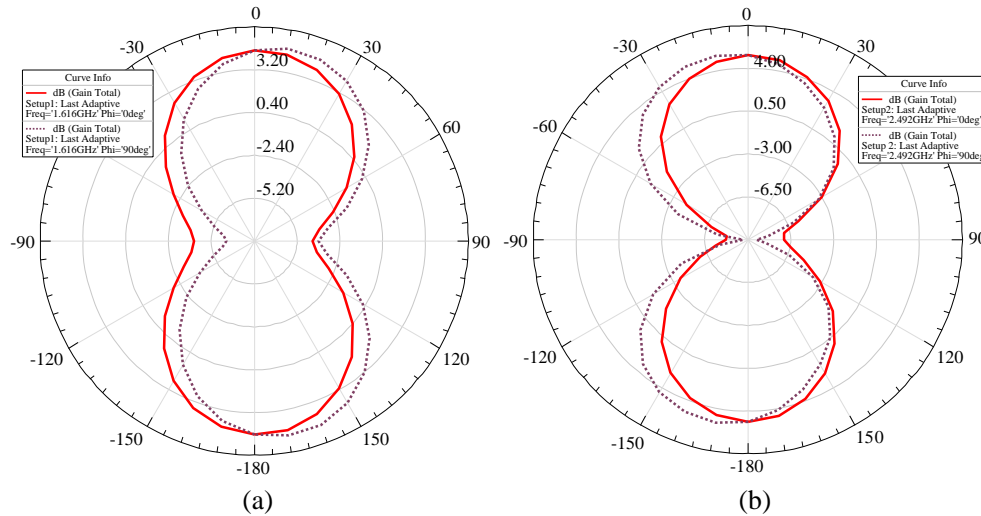 0
-30
30
3.20
Curve Info
dB (Gain Total)
Setup1: Last Adaptive
Freq='1.616GHz' Phi='0deg'
dB (Gain Total)
Setup1: Last Adaptive
Freq='1.616GHz' Phi='90deg'
0.40
60
-2.40
-5.20
-90
90
-120
120
-150
150
-180
(a)
0
-30
30
4.00
Curve Info
dB (Gain Total)
Setup2: Last Adaptive
Freq='2.492GHz' Phi='0deg'
dB (Gain Total)
Setup 2: Last Adaptive
Freq='2.492GHz' Phi='90deg'
0.50
-60
-3.00
-6.50
-90
90
-120
120
-150
150
-180
(b)